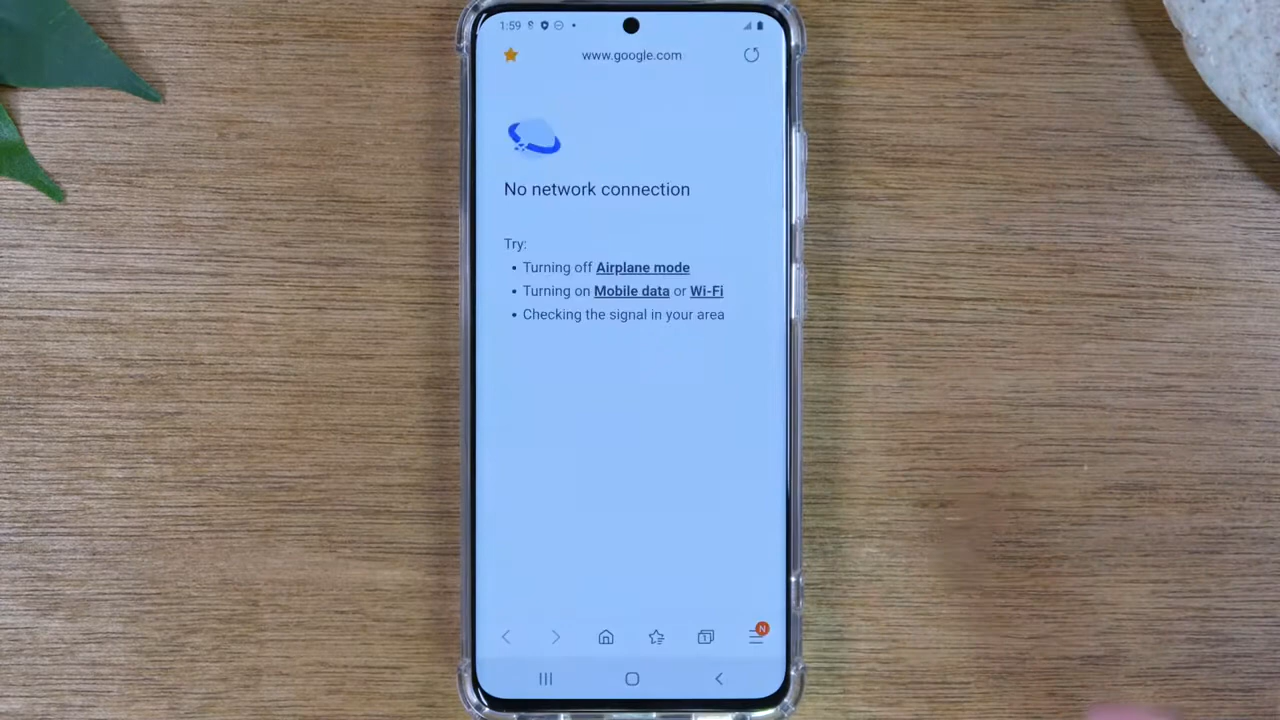 1:59
www.google.com
No network connection
Try:
• Turning off Airplane mode
• Turning on Mobile data or Wi-Fi
• Checking the signal in your area
1
N